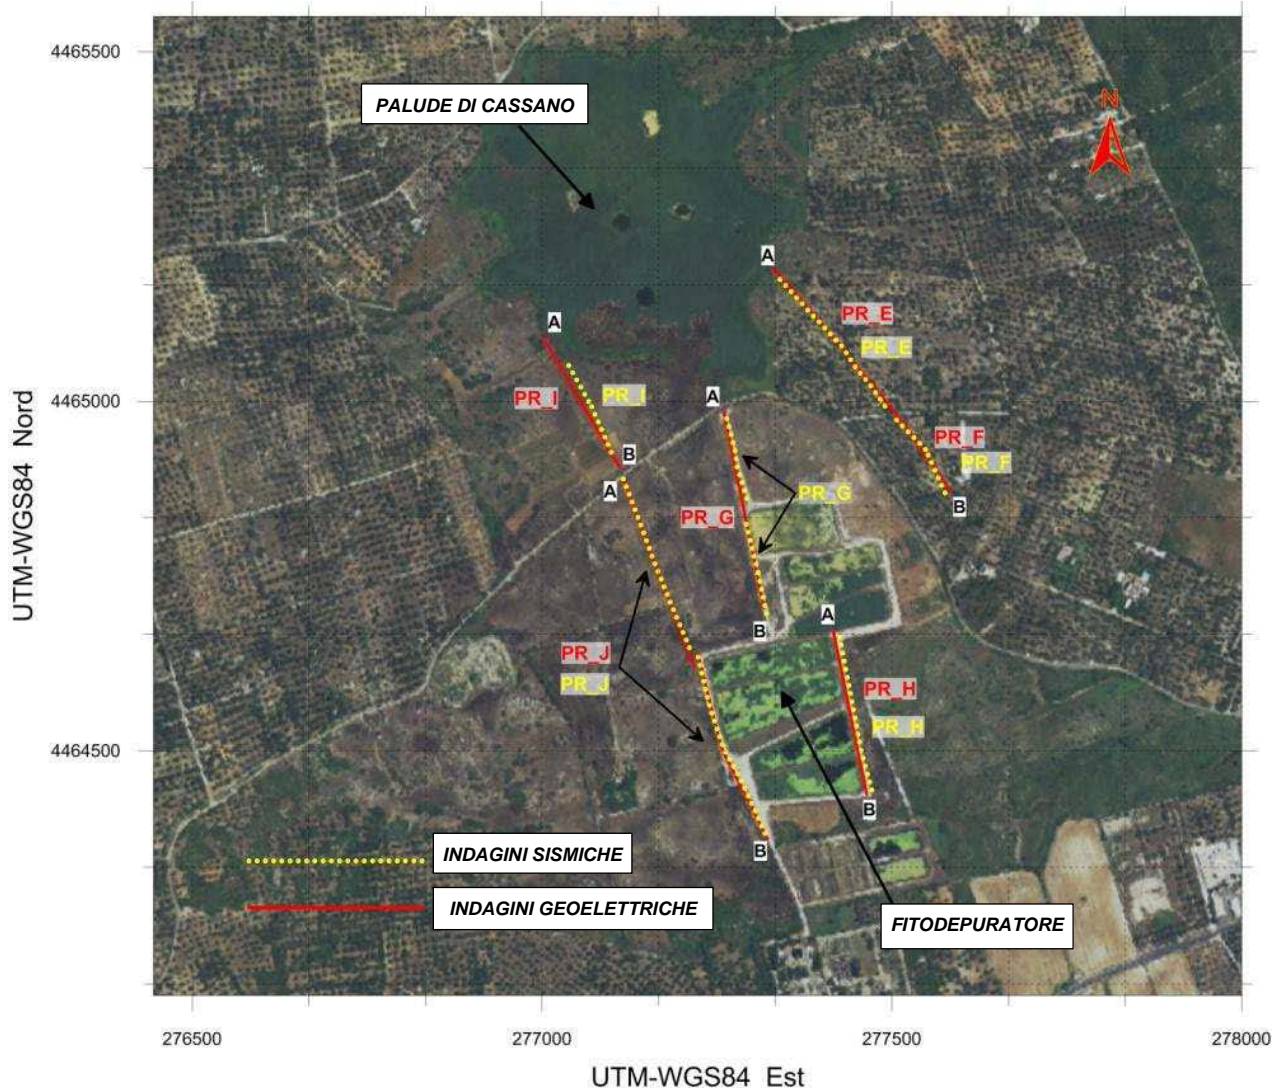 4465500
PALUDE DI CASSANO
N
A
PR_E
PR_E
A
4465000
PR_I
PR_I
A
B
A
PR_F
PR_F
B
PR_G
PR_G
B
A
PR_J
PR_J
PR_H
PR_H
4464500
B
B
INDAGINI SISMICHE
INDAGINI GEOELETTRICHE
FITODEPURATORE
276500
277000
277500
278000
UTM-WGS84 Est
UTM-WGS84 Nord